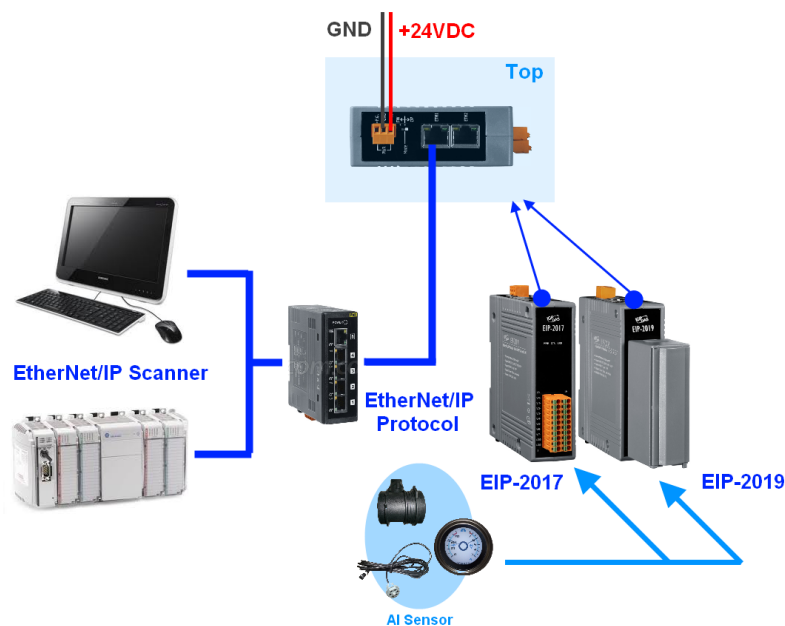 GND
+24VDC
Top
EIP-2017
EIP-2019
EtherNet/IP Scanner
EtherNet/IP
Protocol
EIP-2017
EIP-2019
AI Sensor